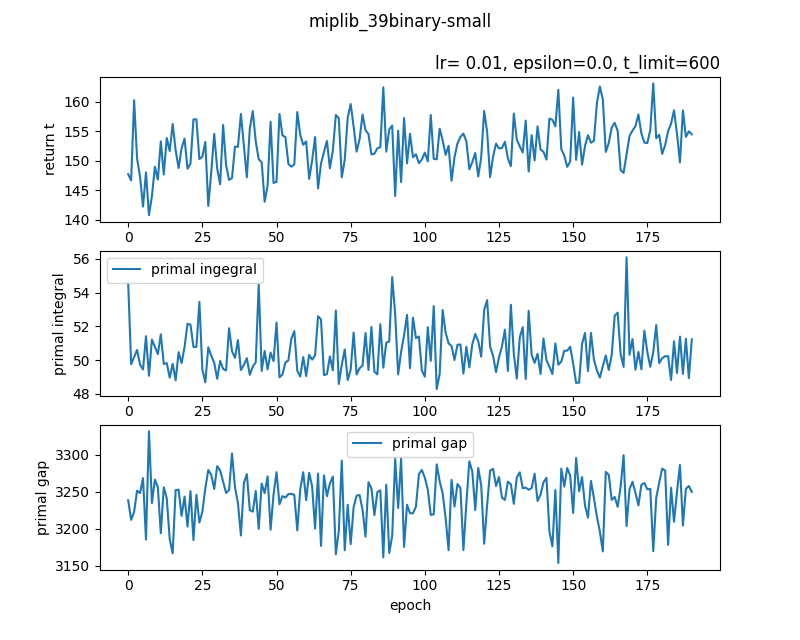 miplib_39binary-small
lr= 0.01, epsilon=0.0, t_limit=600
return t
160
155
150
145
140
0 25 50 75 100 125 150 175
primal integral
primal ingegral
56
54
52
50
48
0 25 50 75 100 125 150 175
primal gap
primal gap
3300
3250
3200
3150
0 25 50 75 100 125 150 175
epoch